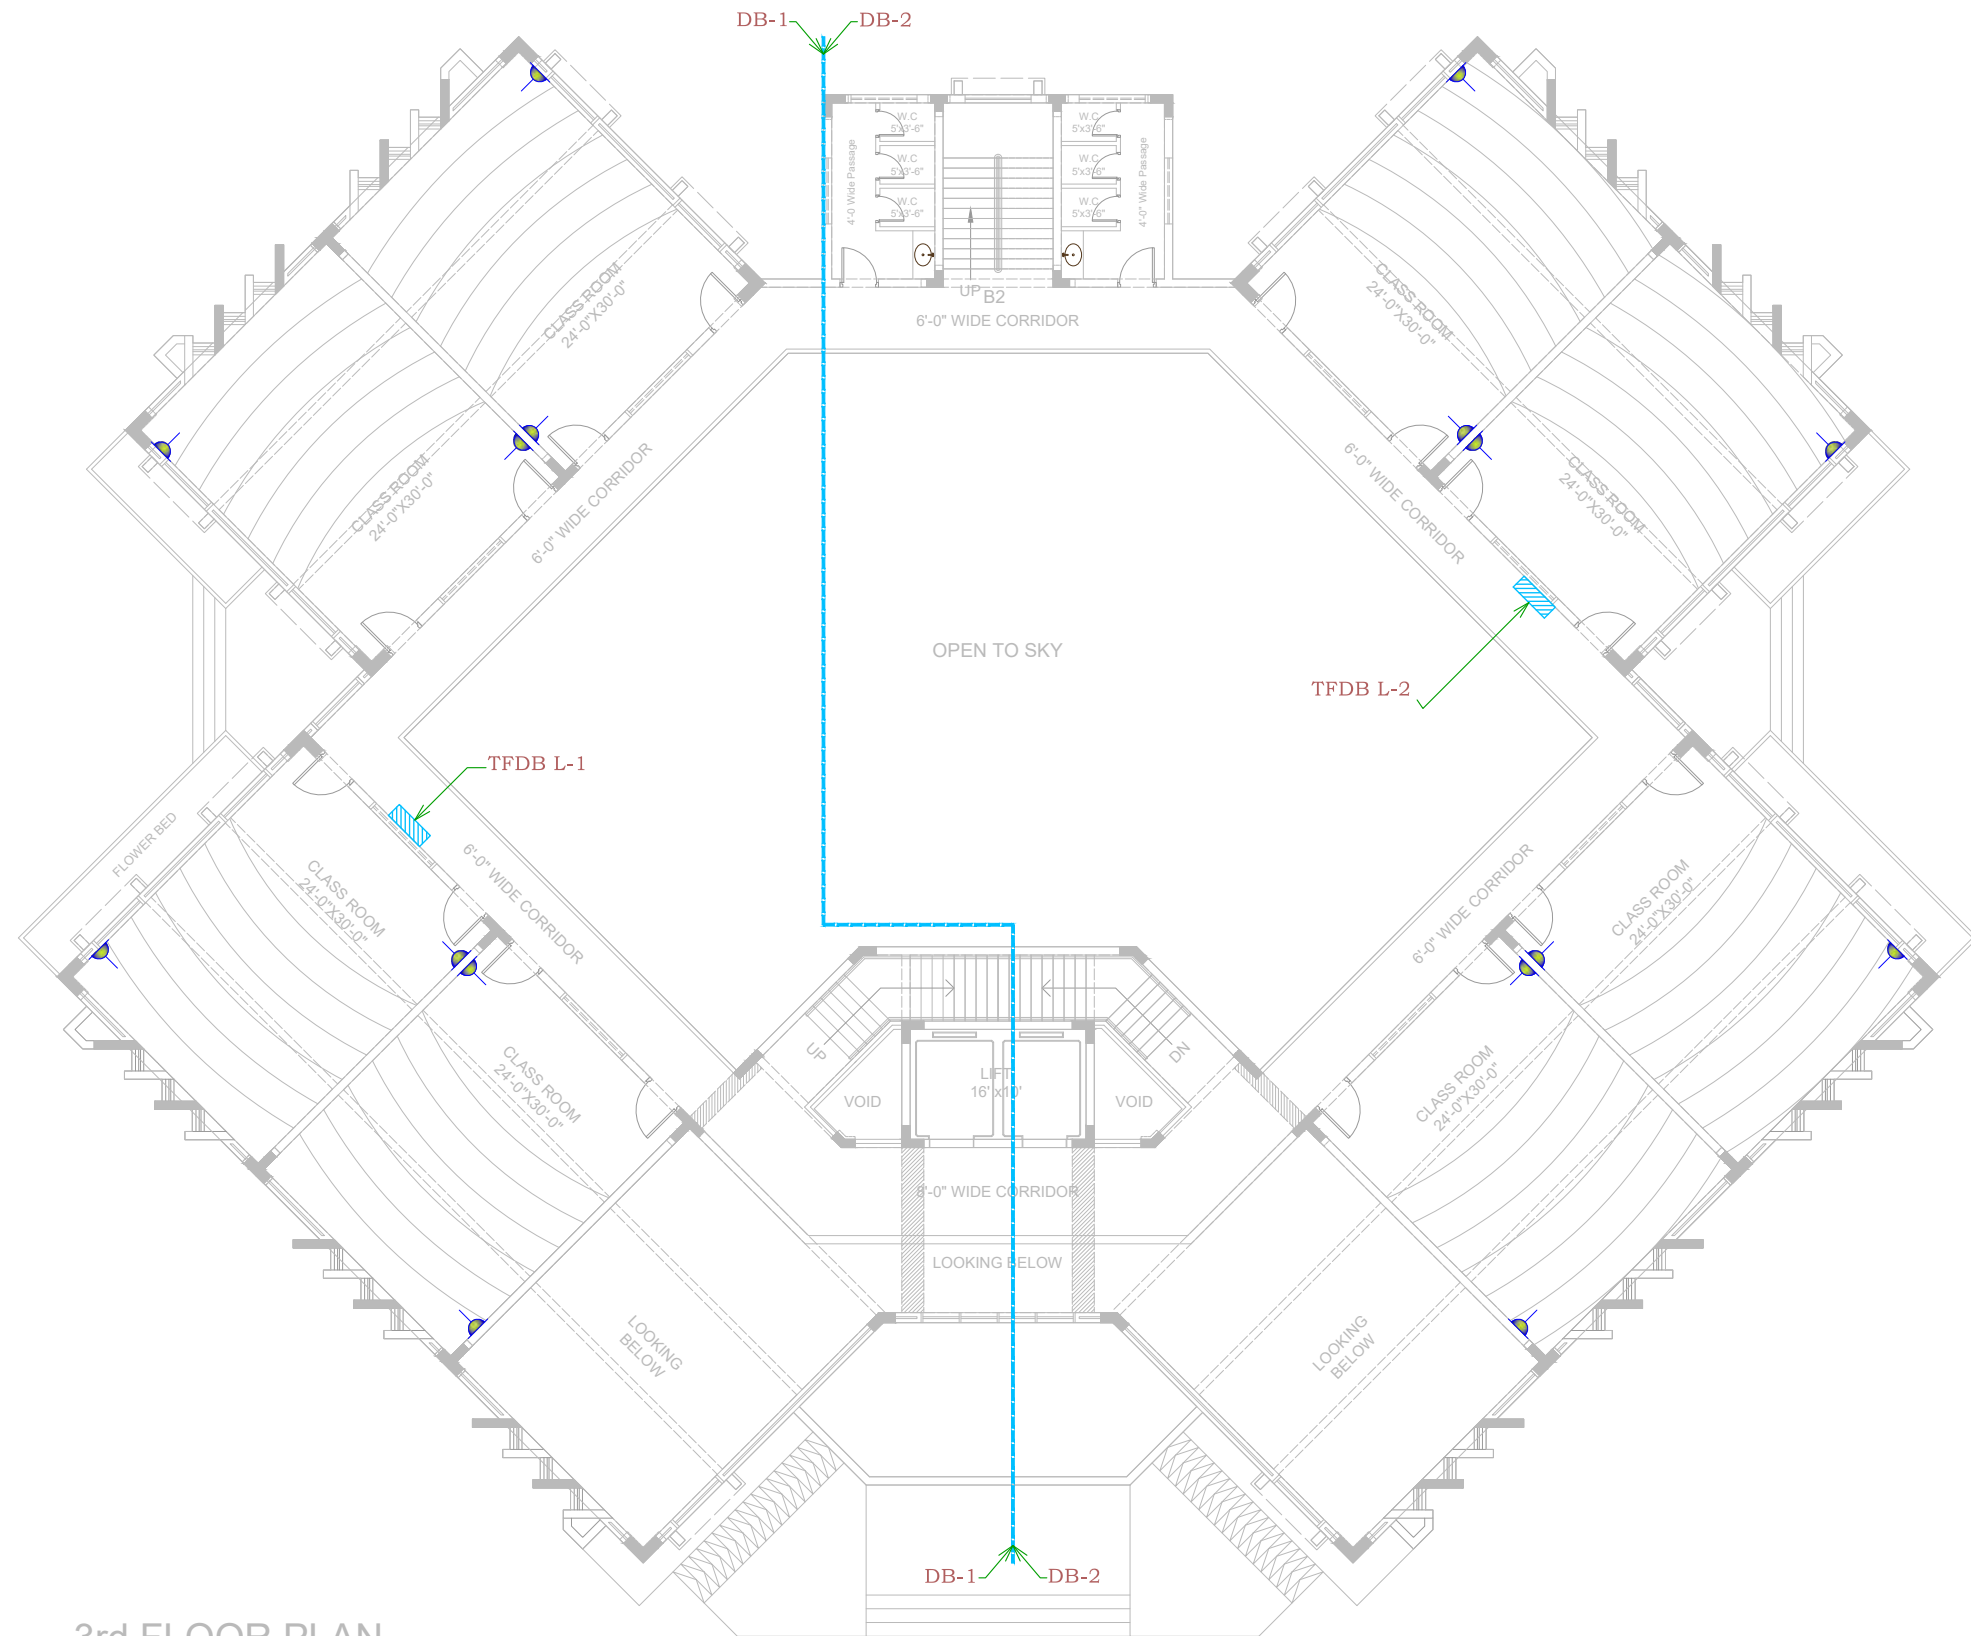 DB-1
DB-2
W.C
5'x3'-6"
W.C
5'x3'-6"
W.C
5'x3'-6"
W.C
5'x3'-6"
W.C
5'x3'-6"
W.C
5'x3'-6"
4'-0 Wide Passage
4'-0" Wide Passage
UP
B2
6'-0" WIDE CORRIDOR
CLASS ROOM
24'-0"X30'-0"
CLASS ROOM
24'-0"X30'-0"
CLASS ROOM
24'-0"X30'-0"
CLASS ROOM
24'-0"X30'-0"
6'-0" WIDE CORRIDOR
6'-0" WIDE CORRIDOR
OPEN TO SKY
TFDB L-2
TFDB L-1
FLOWER BED
CLASS ROOM
24'-0"X30'-0"
6'-0" WIDE CORRIDOR
6'-0" WIDE CORRIDOR
CLASS ROOM
24'-0"X30'-0"
CLASS ROOM
24'-0"X30'-0"
CLASS ROOM
24'-0"X30'-0"
UP
DN
LIFT
16' x10'
VOID
VOID
8'-0" WIDE CORRIDOR
LOOKING BELOW
LOOKING
BELOW
LOOKING
BELOW
DB-1
DB-2
3rd FLOOR PLAN